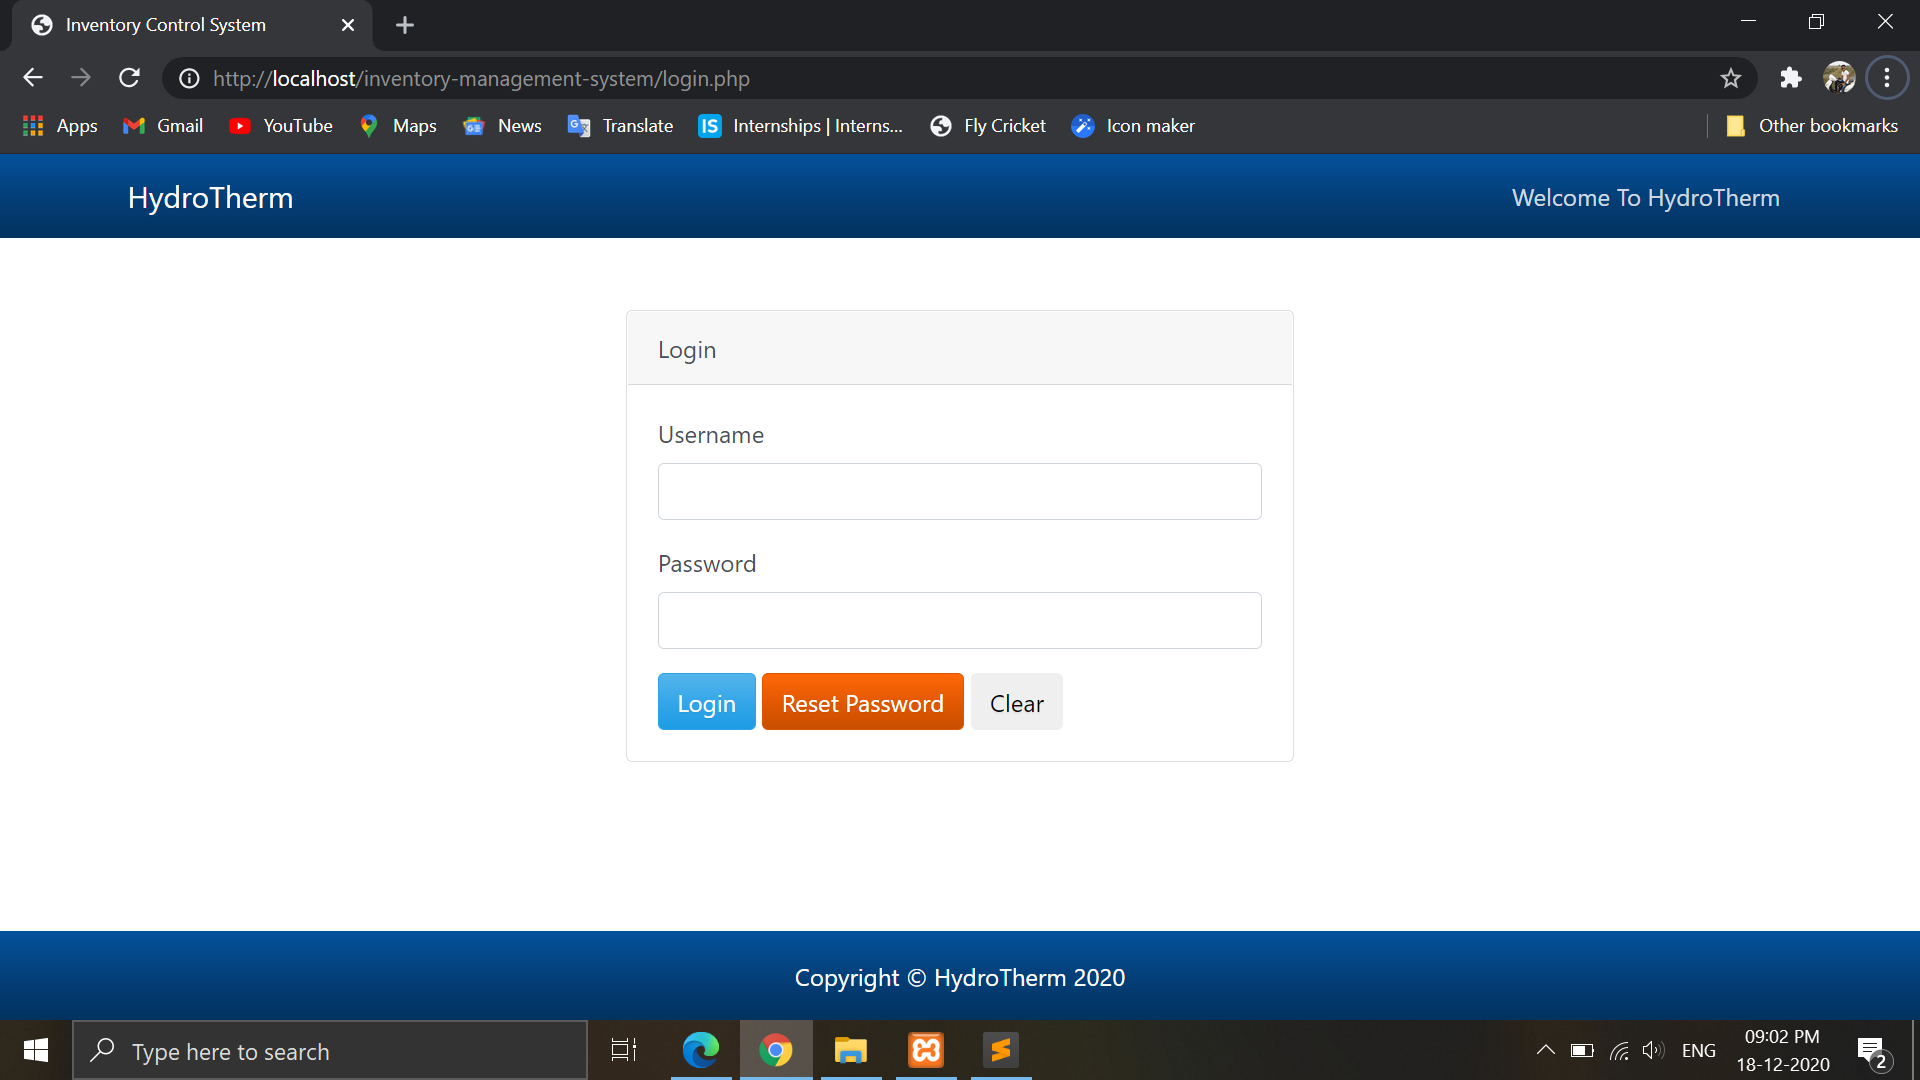 Inventory Control System
http://localhost/inventory-management-system/login.php
Apps Gmail YouTube Maps News Translate IS Internships | Interns... Fly Cricket Icon maker Other bookmarks
HydroTherm Welcome To HydroTherm
Login
Username
Password
Login Reset Password Clear
Copyright © HydroTherm 2020
Type here to search
ENG
09:02 PM
18-12-2020
2